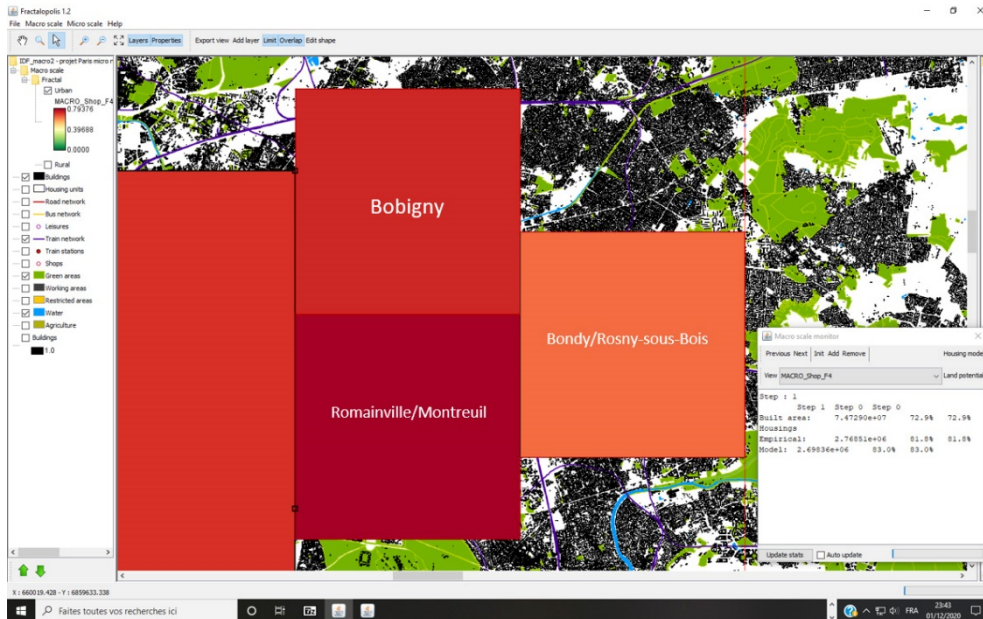 Fractalopolis 1.2
File Macro scale Micro scale Help
Layers Properties Export view Add layer Limit Overlap Edit shape
IDF_macro2 - projet Paris micro r
Macro scale
Fractal
Urban
MACRO_Shop_F4
0.79376
0.39688
0.0000
Rural
Buildings
Housing units
Road network
Bus network
Leisures
Train network
Train stations
Shops
Green areas
Working areas
Restricted areas
Water
Agriculture
Buildings
1.0
Bobigny
Romainville/Montreuil
Bondy/Rosny-sous-Bois
Macro scale monitor
Previous Next Init Add Remove Housing mode
View MACRO_Shop_F4 Land potential
Step : 1
Step 1 Step 0 Step 0
Built area: 7.47290e+07 72.9% 72.9%
Housings
Empirical: 2.76851e+06 81.8% 81.8%
Model: 2.69836e+06 83.0% 83.0%
Update stats Auto update
X : 660019.428 - Y : 6859633.338
Faites toutes vos recherches ici
FRA
23:43
01/12/2020